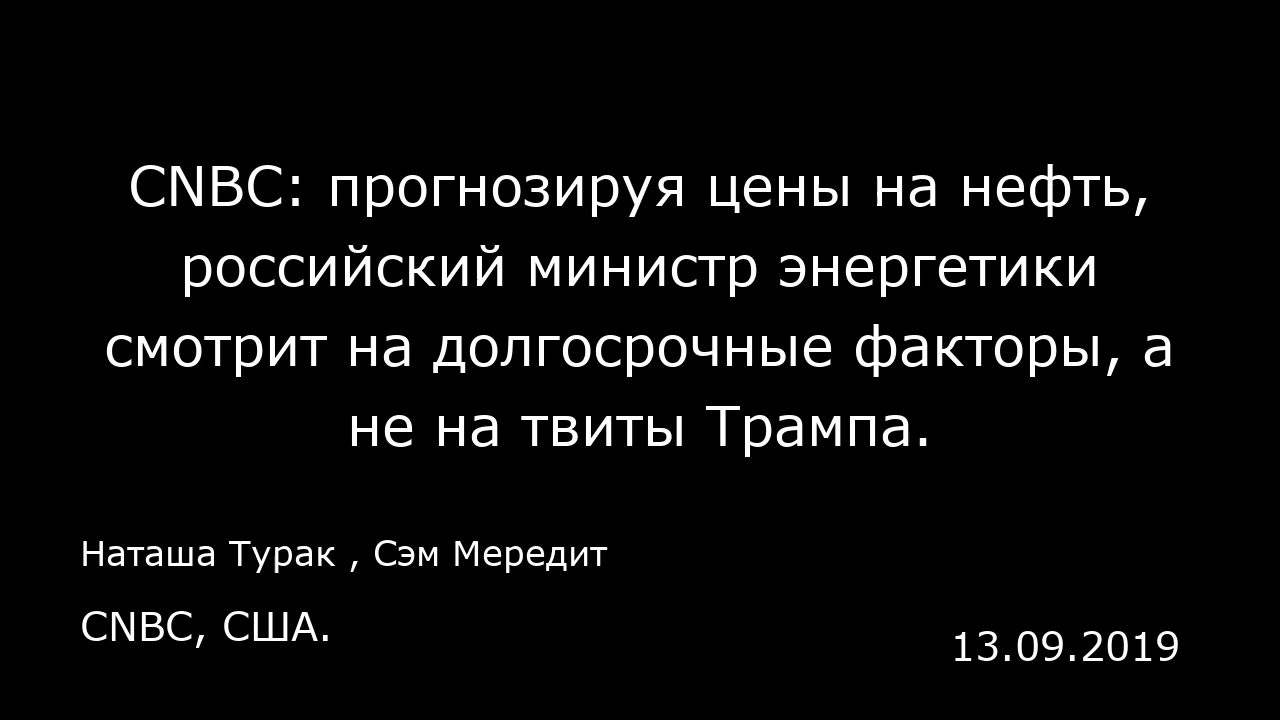 CNBC: прогнозируя цены на нефть,
российский министр энергетики
смотрит на долгосрочные факторы, а
не на твиты Трампа.
Наташа Турак , Сэм Мередит
CNBC, США.
13.09.2019